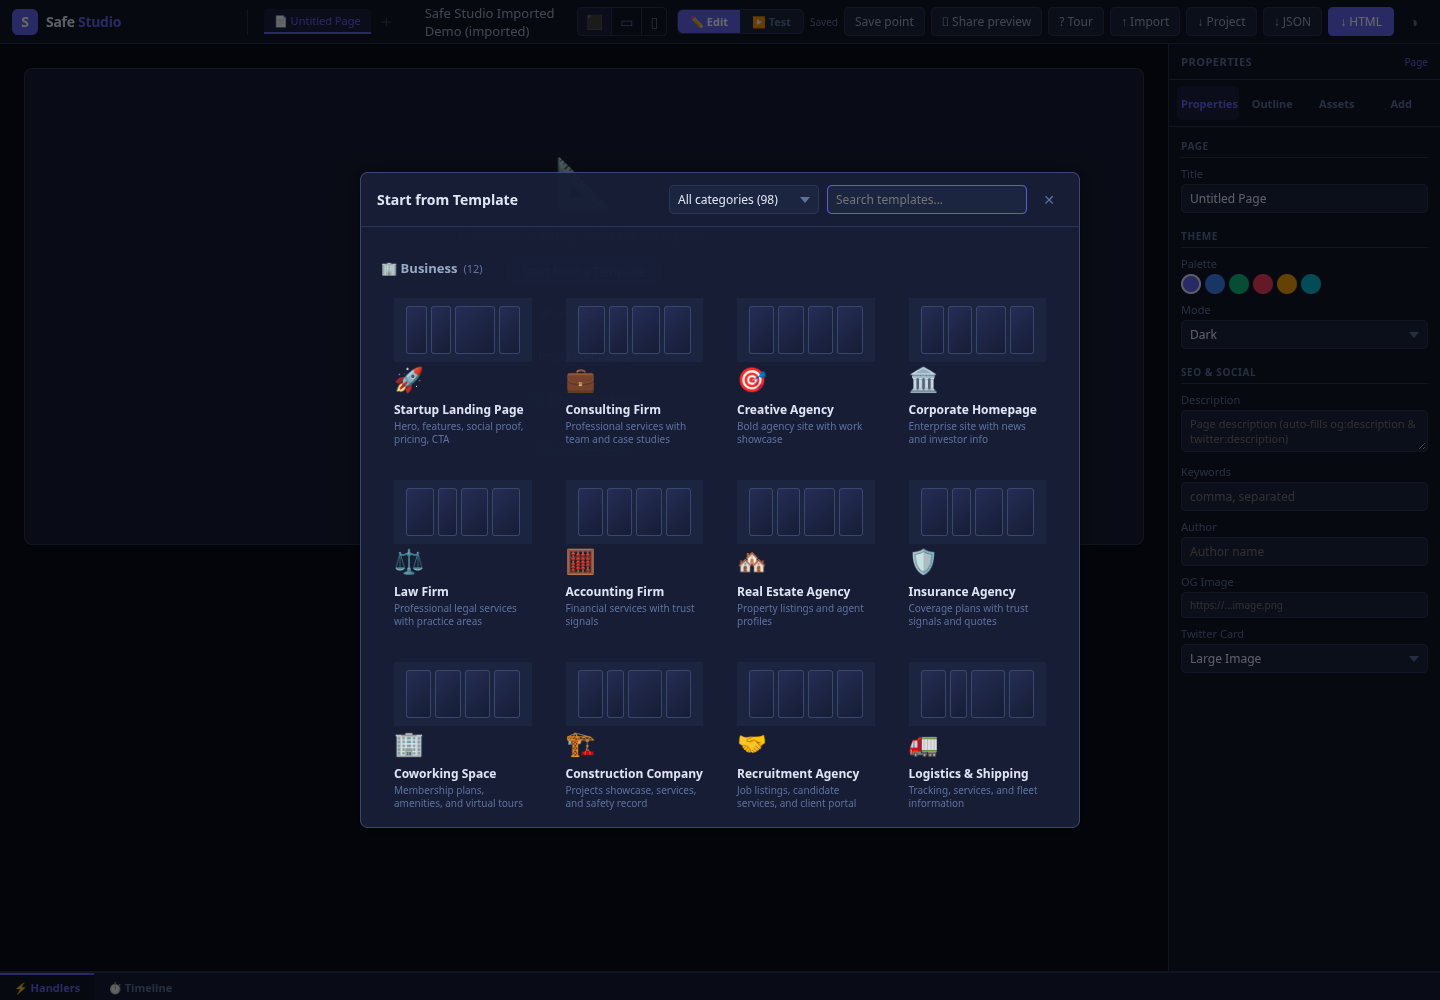 S Safe Studio
Untitled Page
+
Safe Studio Imported
Demo (imported)
Edit
Test
Saved
Save point
Share preview
? Tour
↑ Import
↓ Project
↓ JSON
↓ HTML
PROPERTIES
Page
Properties
Outline
Assets
Add
PAGE
Title
Untitled Page
THEME
Palette
Mode
Dark
SEO & SOCIAL
Description
Page description (auto-fills og:description &
twitter:description)
Keywords
comma, separated
Author
Author name
OG Image
https://...image.png
Twitter Card
Large Image
Start from Template
All categories (98)
Search templates...
×
Business (12)
Startup Landing Page
Hero, features, social proof,
pricing, CTA
Consulting Firm
Professional services with
team and case studies
Creative Agency
Bold agency site with work
showcase
Corporate Homepage
Enterprise site with news
and investor info
Law Firm
Professional legal services
with practice areas
Accounting Firm
Financial services with trust
signals
Real Estate Agency
Property listings and agent
profiles
Insurance Agency
Coverage plans with trust
signals and quotes
Coworking Space
Membership plans,
amenities, and virtual tours
Construction Company
Projects showcase, services,
and safety record
Recruitment Agency
Job listings, candidate
services, and client portal
Logistics & Shipping
Tracking, services, and fleet
information
Handlers
Timeline